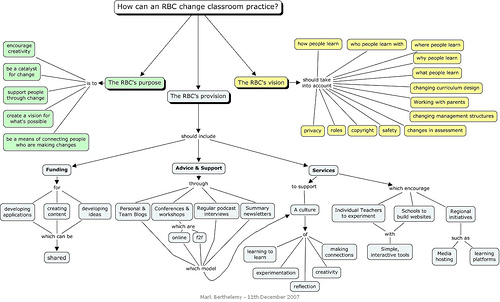 How can an RBC change classroom practice?
encourage
creativity
be a catalyst
for change
support people
through change
create a vision for
what's possible
be a means of connecting people
who are making changes
is to
The RBC's purpose
The RBC's provision
The RBC's vision
should take
into account
how people learn
who people learn with
where people learn
why people learn
what people learn
changing curriculum design
Working with parents
changing management structures
changes in assessment
safety
copyright
roles
privacy
should include
Funding
for
developing
applications
creating
content
developing
ideas
which can be
shared
Advice & Support
through
Personal &
Team Blogs
Conferences &
workshops
Regular podcast
interviews
Summary
newsletters
which are
online
f2f
which model
Services
to support
A culture
of
learning to
learn
experimentation
reflection
creativity
making
connections
which encourage
Individual Teachers
to experiment
Schools to
build websites
Regional
initiatives
with
Simple,
interactive tools
such as
Media
hosting
learning
platforms
Mark Berthelemy - 11th December 2007